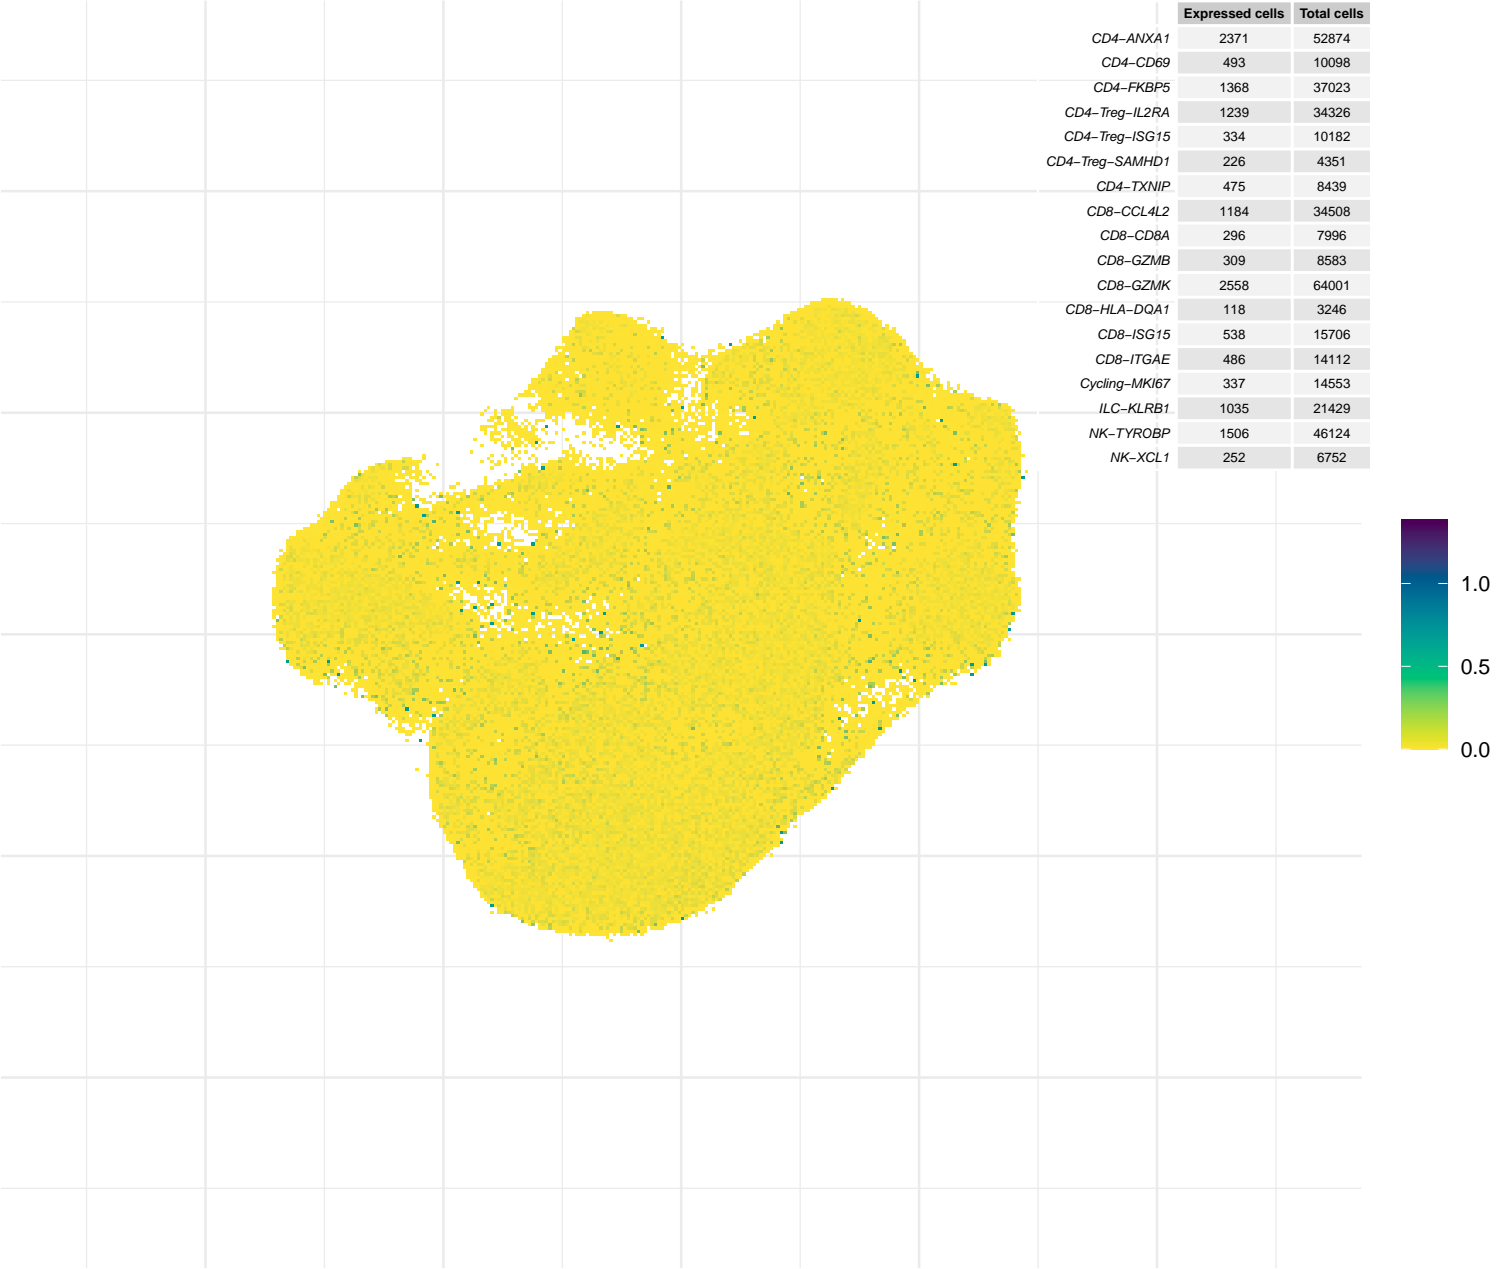 Expressed cells Total cells
CD4−ANXA1 2371 52874
CD4−CD69 493 10098
CD4−FKBP5 1368 37023
CD4−Treg−IL2RA 1239 34326
CD4−Treg−ISG15 334 10182
CD4−Treg−SAMHD1 226 4351
CD4−TXNIP 475 8439
CD8−CCL4L2 1184 34508
CD8−CD8A 296 7996
CD8−GZMB 309 8583
CD8−GZMK 2558 64001
CD8−HLA−DQA1 118 3246
CD8−ISG15 538 15706
CD8−ITGAE 486 14112
Cycling−MKI67 337 14553
ILC−KLRB1 1035 21429
NK−TYROBP 1506 46124
NK−XCL1 252 6752
1.0
0.5
0.0